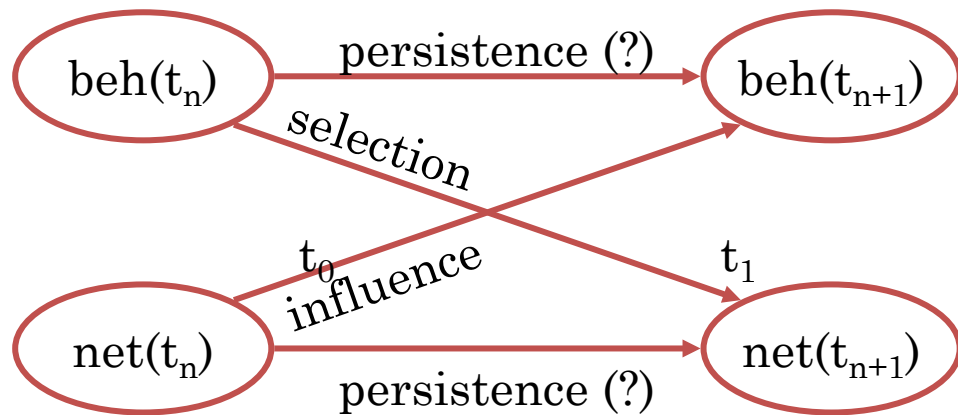 persistence (?)
beh(tₙ)
beh(tₙ₊₁)
selection
t₀
t₁
influence
net(tₙ)
net(tₙ₊₁)
persistence (?)